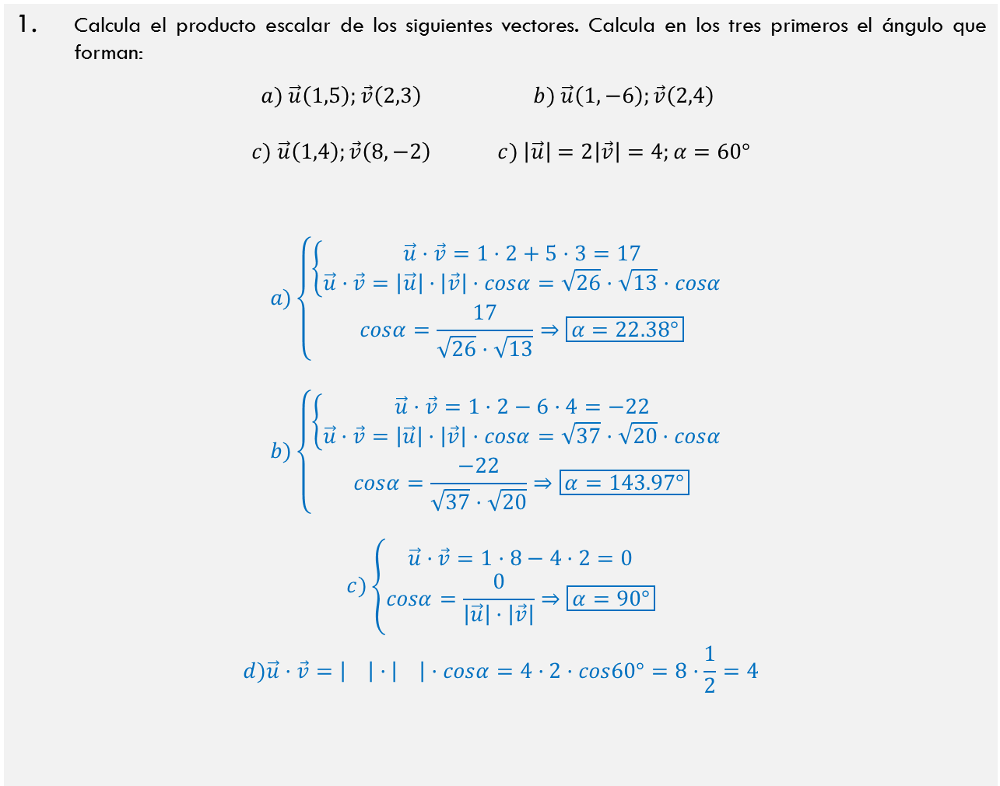 1. Calcula el producto escalar de los siguientes vectores. Calcula en los tres primeros el ángulo que
forman:
a) u⃗(1,5); v⃗(2,3) b) u⃗(1, −6); v⃗(2,4)
c) u⃗(1,4); v⃗(8, −2) c) |u⃗| = 2|v⃗| = 4; α = 60°
u⃗ · v⃗ = 1 · 2 + 5 · 3 = 17
a) u⃗ · v⃗ = |u⃗| · |v⃗| · cosα = √26 · √13 · cosα
cosα = 17 / (√26 · √13) ⇒ α = 22.38°
u⃗ · v⃗ = 1 · 2 − 6 · 4 = −22
b) u⃗ · v⃗ = |u⃗| · |v⃗| · cosα = √37 · √20 · cosα
cosα = −22 / (√37 · √20) ⇒ α = 143.97°
u⃗ · v⃗ = 1 · 8 − 4 · 2 = 0
c) cosα = 0 / (|u⃗| · |v⃗|) ⇒ α = 90°
d)u⃗ · v⃗ = |  | · |  | · cosα = 4 · 2 · cos60° = 8 · 1/2 = 4